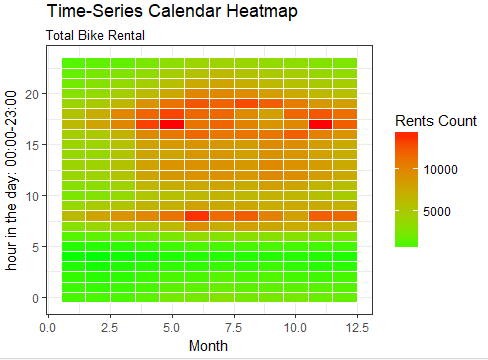 Time-Series Calendar Heatmap
Total Bike Rental
hour in the day: 00:00-23:00
20
15
10
5
0
0.0 2.5 5.0 7.5 10.0 12.5
Month
Rents Count
10000
5000